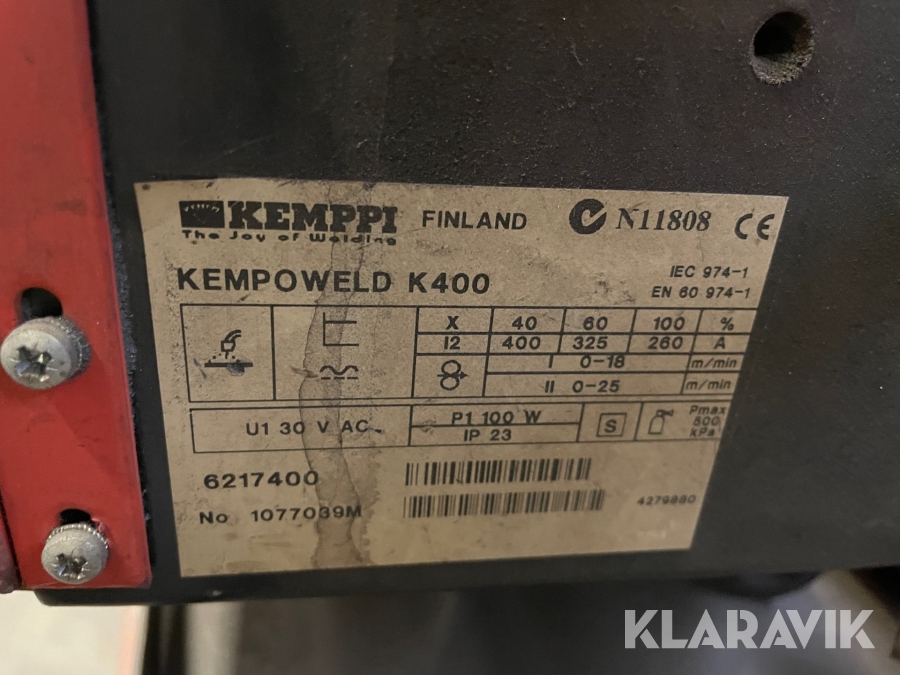 KEMPPI FINLAND N11808 CE
The Joy of Welding
KEMPOWELD K400
IEC 974-1
EN 60 974-1
X 40 60 100 %
I2 400 325 260 A
I 0-18 m/min
II 0-25 m/min
U1 30 V AC
P1 100 W
IP 23
S
Pmax
500
kPa
6217400
No 1077039M
4279880
KLARAVIK